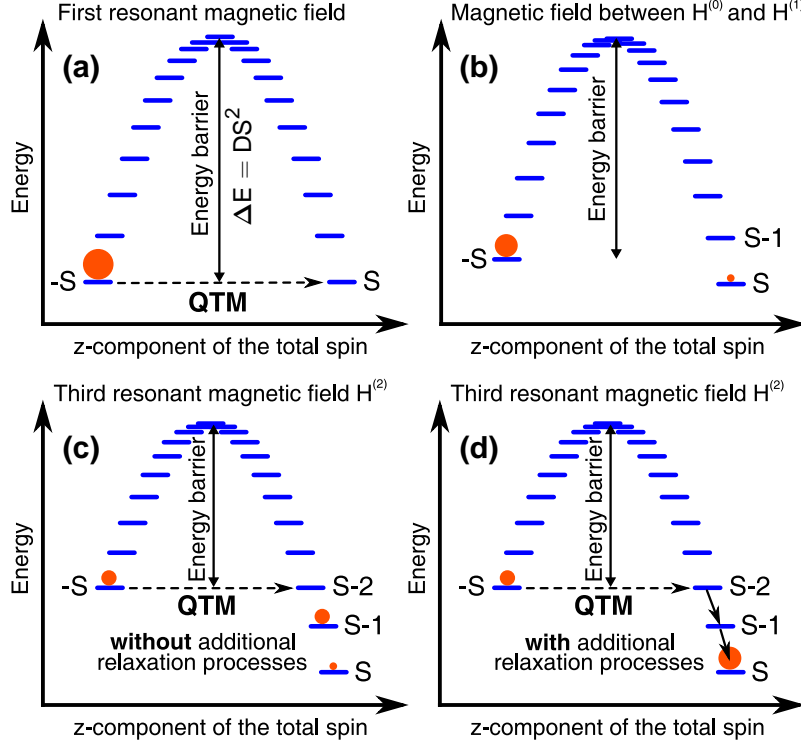 First resonant magnetic field
(a)
Energy
Energy barrier
ΔE = DS²
-S
S
QTM
z-component of the total spin
Magnetic field between H⁽⁰⁾ and H⁽¹⁾
(b)
Energy
Energy barrier
-S
S-1
S
z-component of the total spin
Third resonant magnetic field H⁽²⁾
(c)
Energy
Energy barrier
-S
S-2
QTM
S-1
without additional
relaxation processes
S
z-component of the total spin
Third resonant magnetic field H⁽²⁾
(d)
Energy
Energy barrier
-S
S-2
QTM
S-1
with additional
relaxation processes
S
z-component of the total spin